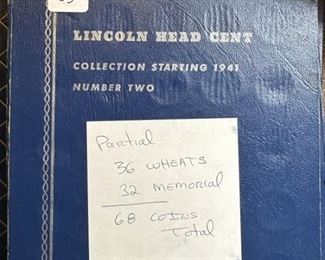 LINCOLN HEAD CENT
COLLECTION STARTING 1941
NUMBER TWO
Partial
36 WHEATS
32 MEMORIAL
68 COINS
Total